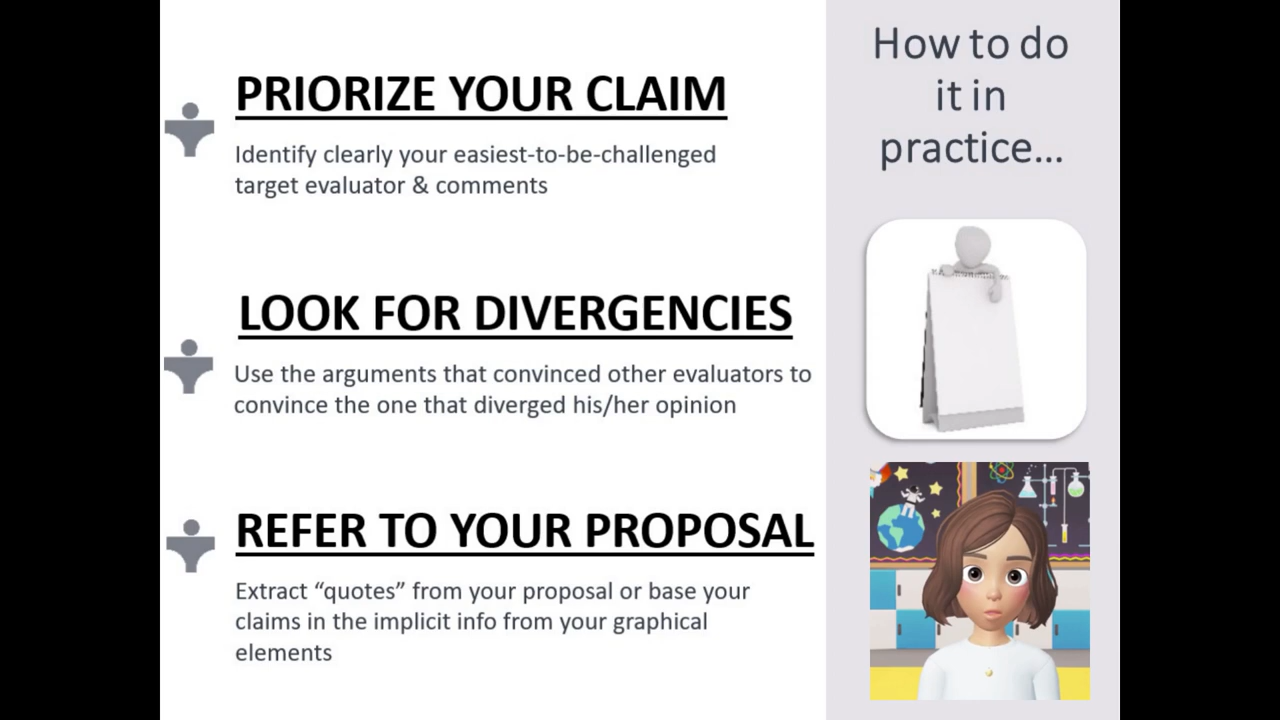 PRIORIZE YOUR CLAIM
Identify clearly your easiest-to-be-challenged
target evaluator & comments
LOOK FOR DIVERGENCIES
Use the arguments that convinced other evaluators to
convince the one that diverged his/her opinion
REFER TO YOUR PROPOSAL
Extract “quotes” from your proposal or base your
claims in the implicit info from your graphical
elements
How to do
it in
practice...